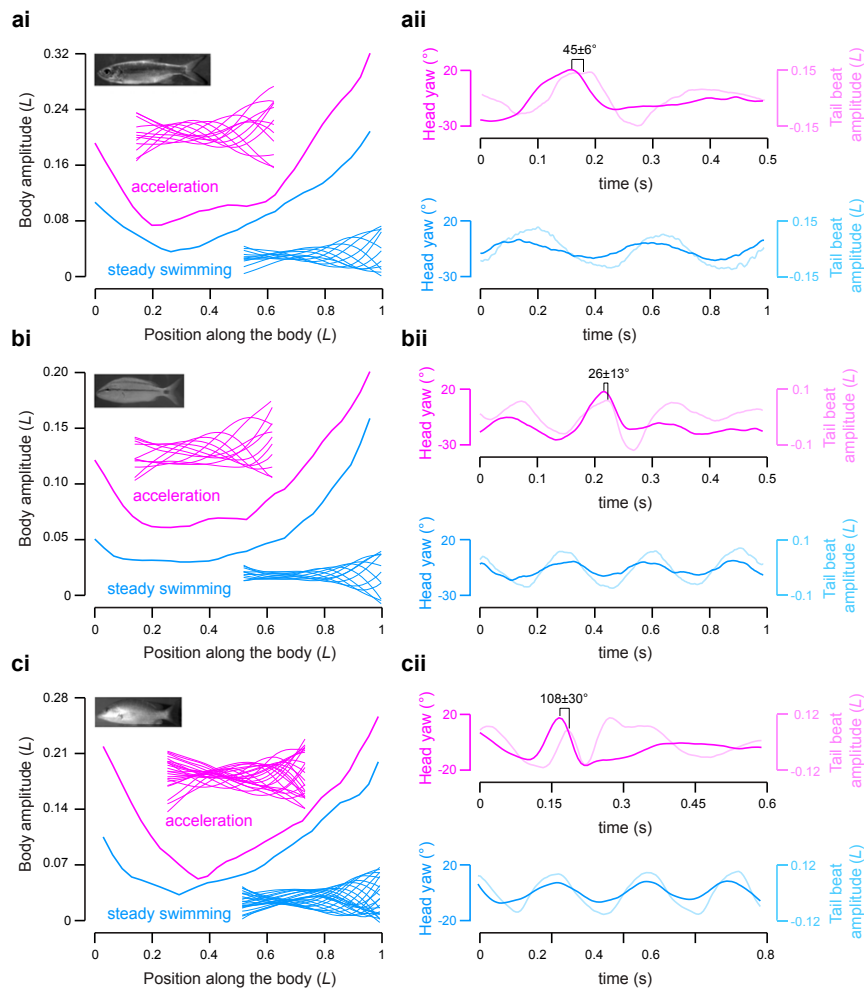 ai
0.32
0.24
0.16
0.08
0
Body amplitude (L)
acceleration
steady swimming
0 0.2 0.4 0.6 0.8 1
Position along the body (L)
aii
45±6°
Head yaw (°)
20
-30
0.15
-0.15
Tail beat
amplitude (L)
0 0.1 0.2 0.3 0.4 0.5
time (s)
Head yaw (°)
20
-30
0.15
-0.15
Tail beat
amplitude (L)
0 0.2 0.4 0.6 0.8 1
time (s)
bi
0.20
0.15
0.10
0.05
0
Body amplitude (L)
acceleration
steady swimming
0 0.2 0.4 0.6 0.8 1
Position along the body (L)
bii
26±13°
Head yaw (°)
20
-30
0.1
-0.1
Tail beat
amplitude (L)
0 0.1 0.2 0.3 0.4 0.5
time (s)
Head yaw (°)
20
-30
0.1
-0.1
Tail beat
amplitude (L)
0 0.2 0.4 0.6 0.8 1
time (s)
ci
0.28
0.21
0.14
0.07
0
Body amplitude (L)
acceleration
steady swimming
0 0.2 0.4 0.6 0.8 1
Position along the body (L)
cii
108±30°
Head yaw (°)
20
-20
0.12
-0.12
Tail beat
amplitude (L)
0 0.15 0.3 0.45 0.6
time (s)
Head yaw (°)
20
-20
0.12
-0.12
Tail beat
amplitude (L)
0 0.2 0.4 0.6 0.8
time (s)